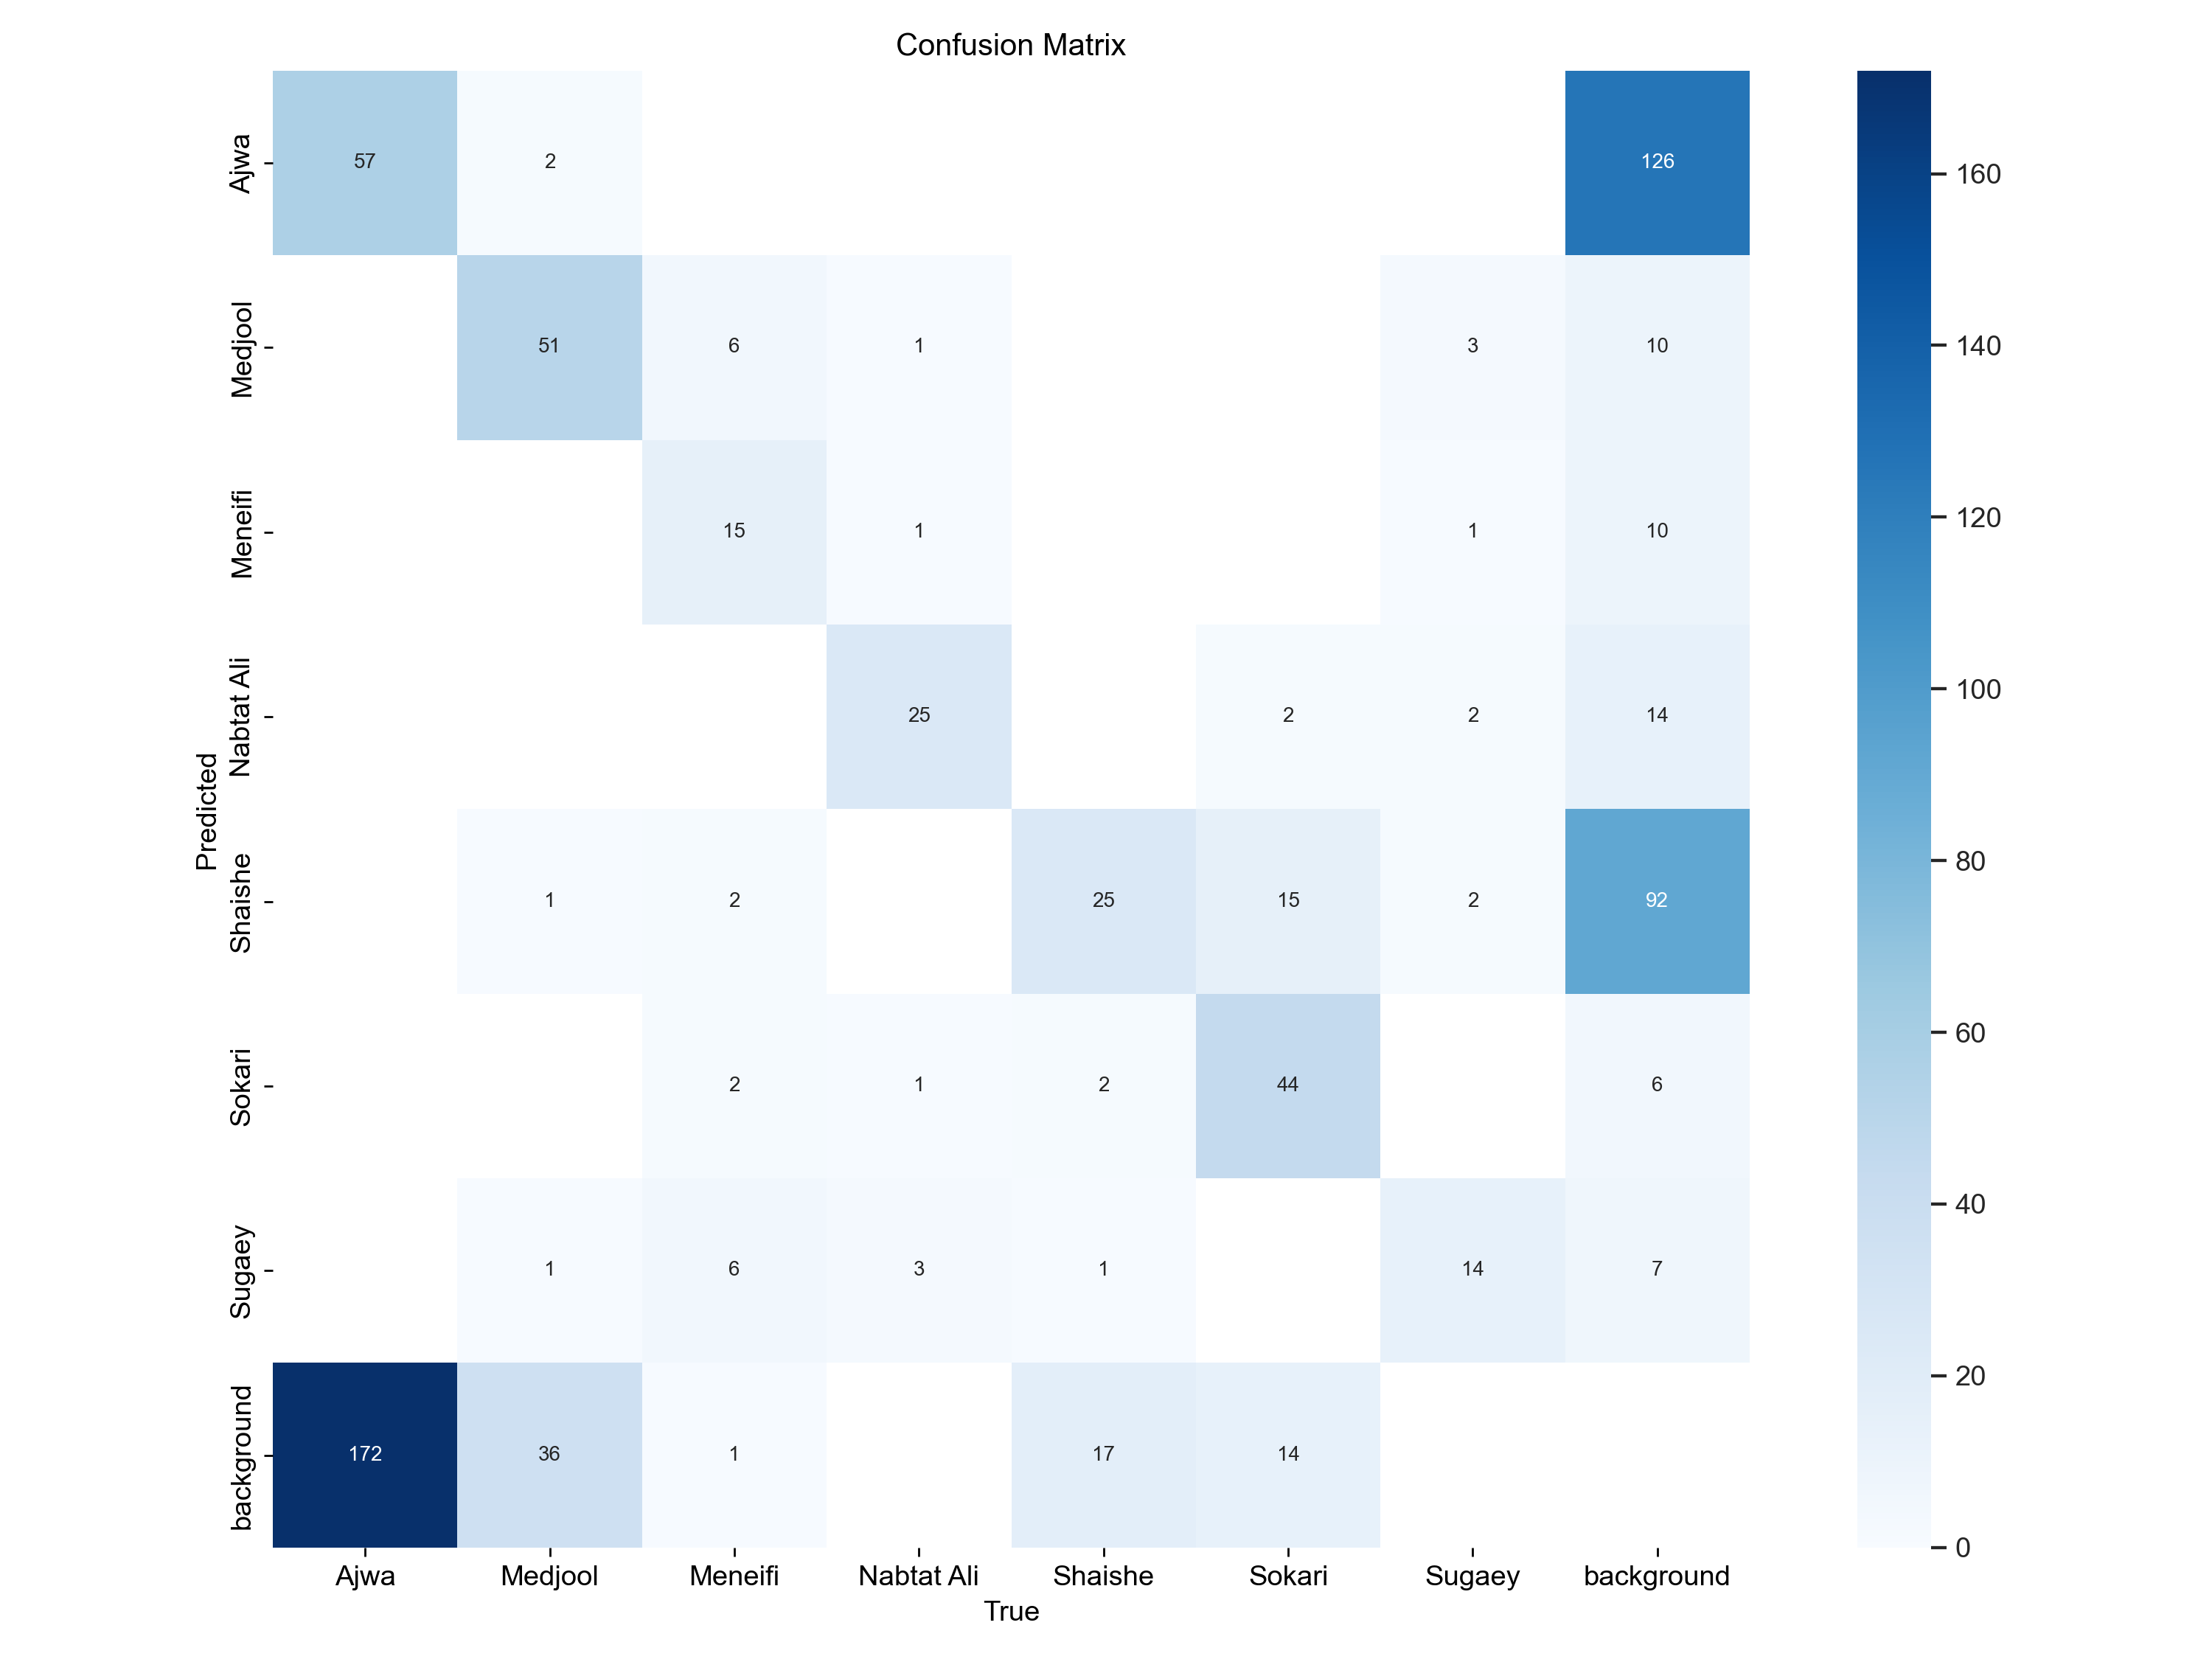 Confusion Matrix
Predicted
Ajwa 57 2 126
Medjool 51 6 1 3 10
Meneifi 15 1 1 10
Nabtat Ali 25 2 2 14
Shaishe 1 2 25 15 2 92
Sokari 2 1 2 44 6
Sugaey 1 6 3 1 14 7
background 172 36 1 17 14
Ajwa Medjool Meneifi Nabtat Ali Shaishe Sokari Sugaey background
True
160
140
120
100
80
60
40
20
0